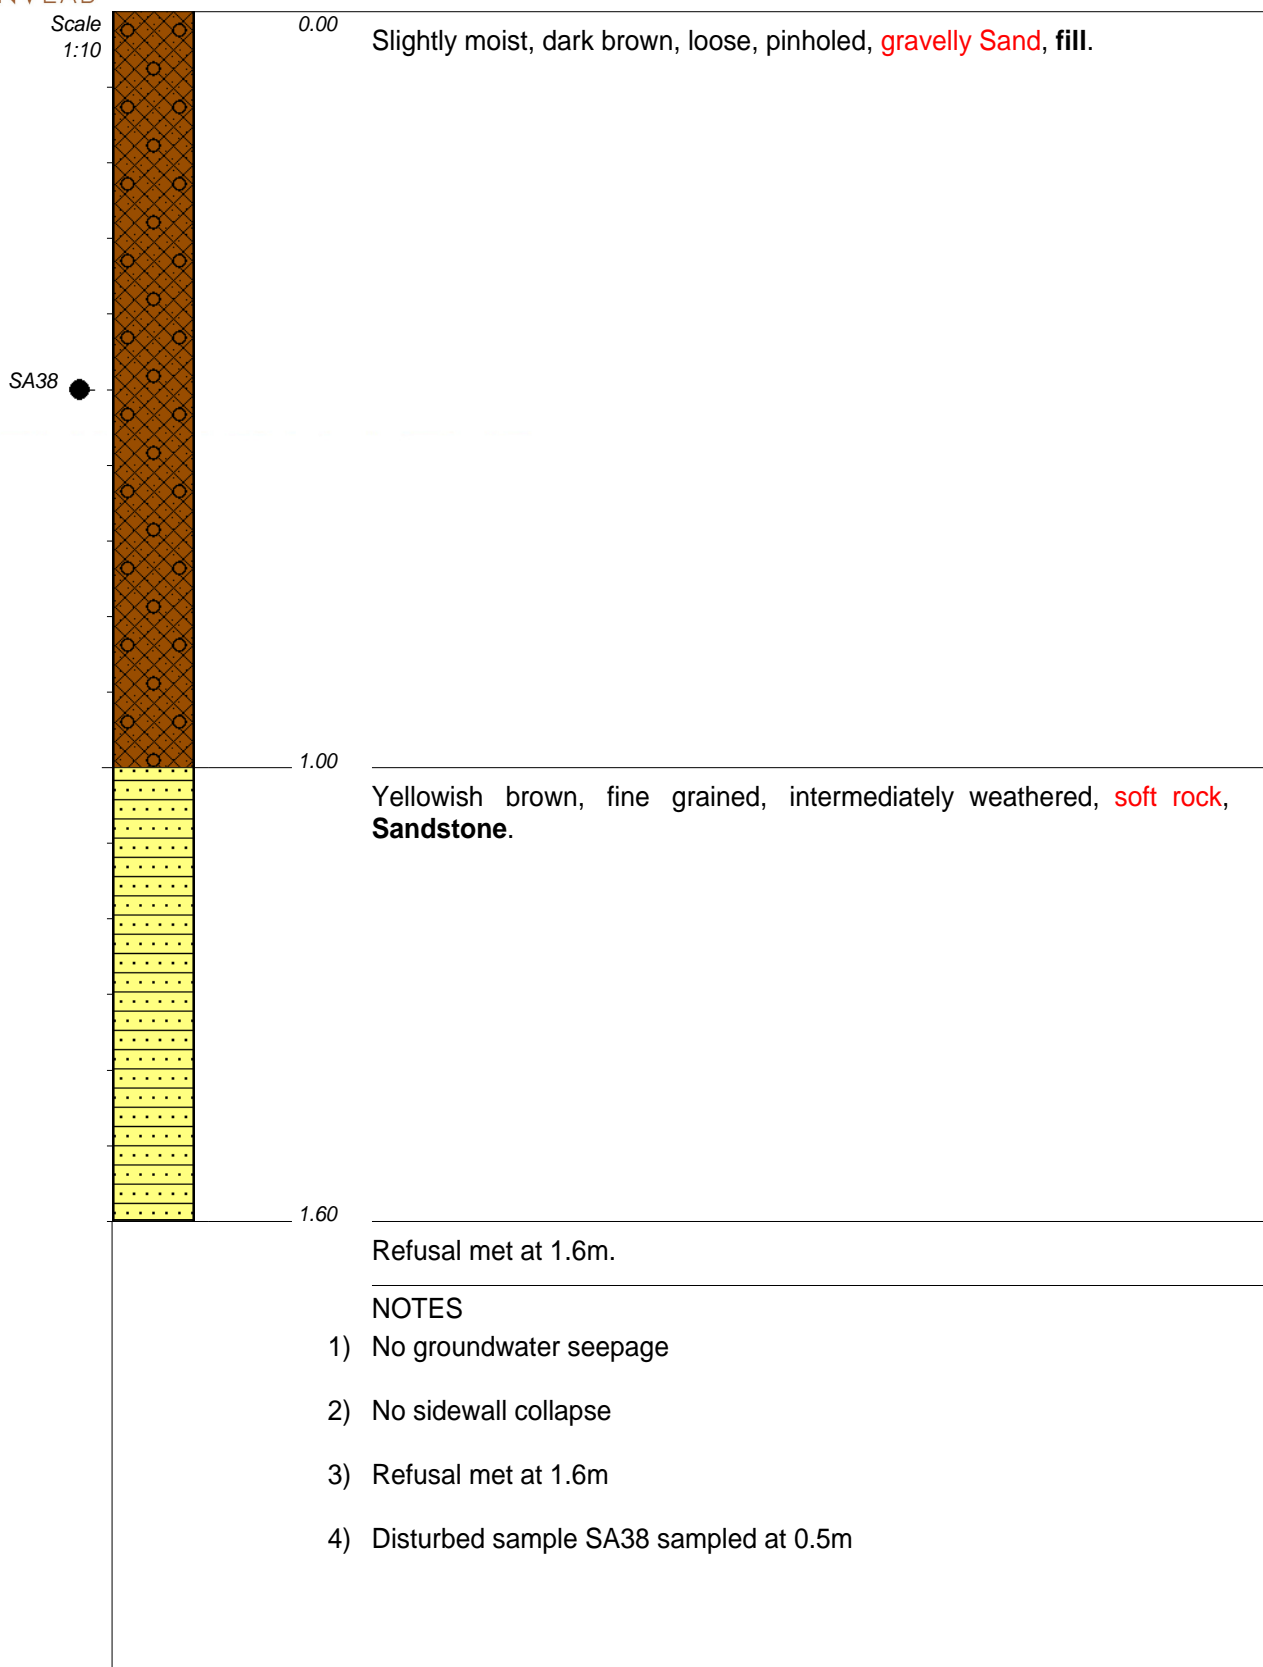 Scale
1:10
0.00
Slightly moist, dark brown, loose, pinholed, gravelly Sand, fill.
SA38
1.00
Yellowish brown, fine grained, intermediately weathered, soft rock,
Sandstone.
1.60
Refusal met at 1.6m.
NOTES
1) No groundwater seepage
2) No sidewall collapse
3) Refusal met at 1.6m
4) Disturbed sample SA38 sampled at 0.5m